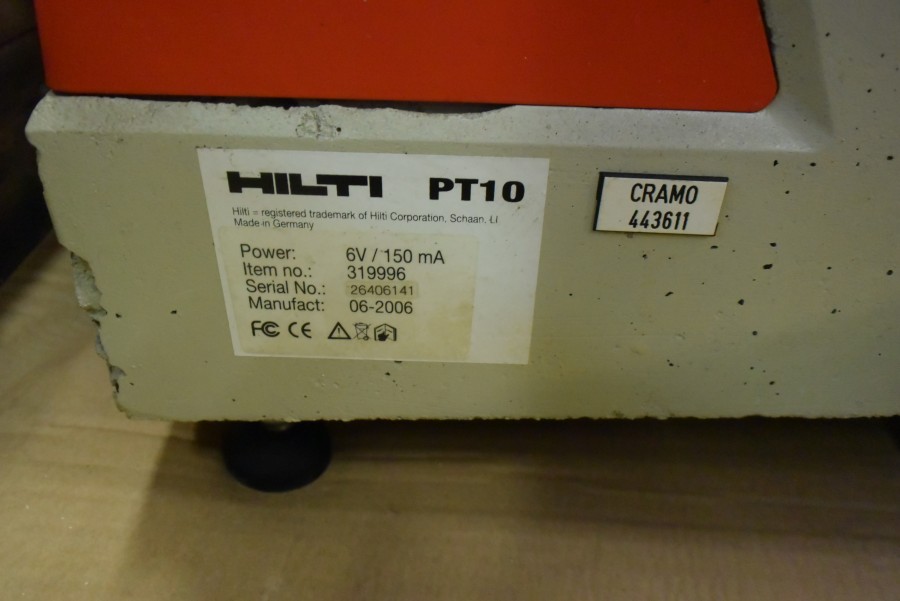 HILTI PT10
Hilti = registered trademark of Hilti Corporation, Schaan, LI
Made in Germany
Power: 6V / 150 mA
Item no.: 319996
Serial No.: 26406141
Manufact: 06-2006
FC CE
CRAMO
443611